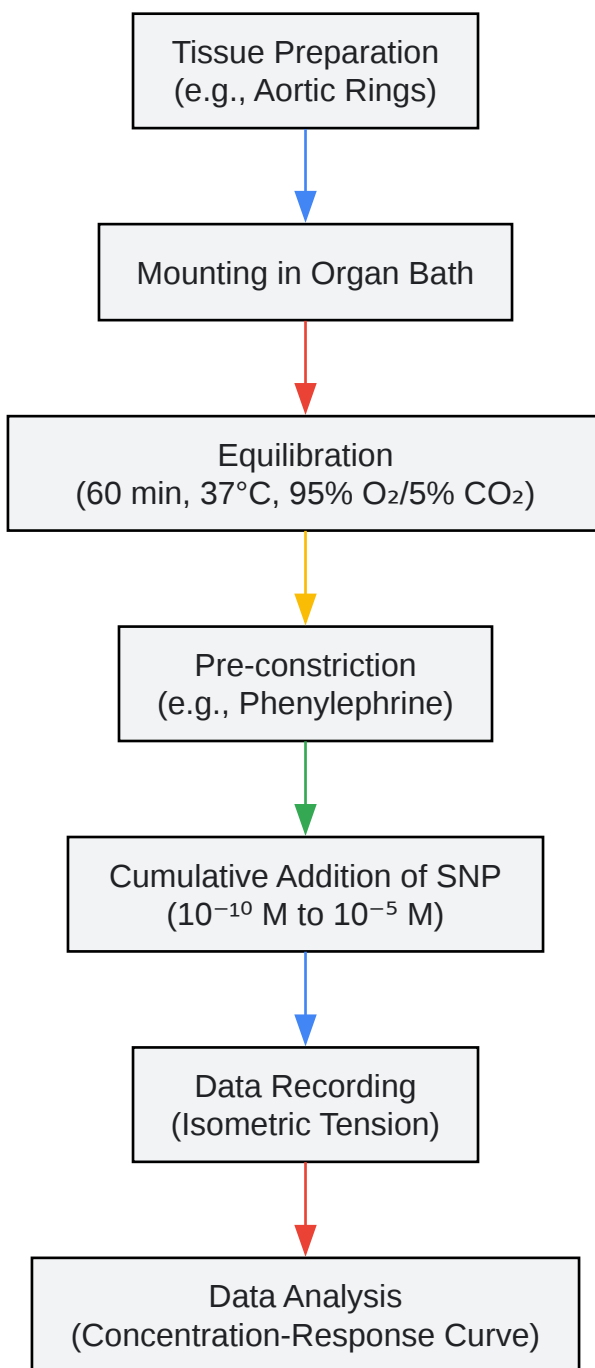 Tissue Preparation
(e.g., Aortic Rings)
Mounting in Organ Bath
Equilibration
(60 min, 37°C, 95% O₂/5% CO₂)
Pre-constriction
(e.g., Phenylephrine)
Cumulative Addition of SNP
(10⁻¹⁰ M to 10⁻⁵ M)
Data Recording
(Isometric Tension)
Data Analysis
(Concentration-Response Curve)